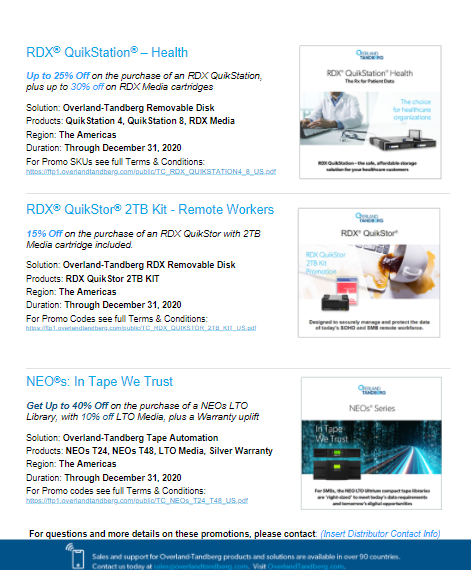 RDX® QuikStation® – Health
Up to 25% Off on the purchase of an RDX QuikStation,
plus up to 30% off on RDX Media cartridges
Solution: Overland-Tandberg Removable Disk
Products: QuikStation 4, QuikStation 8, RDX Media
Region: The Americas
Duration: Through December 31, 2020
For Promo SKUs see full Terms & Conditions:
https://ftp1.overlandtandberg.com/public/TC_RDX_QUIKSTATION4_8_US.pdf
OVERLAND
TANDBERG
RDX® QuikStation® Health
The Rx for Patient Data
The choice
for healthcare
organizations
RDX QuikStation – the safe, affordable storage
solution for your healthcare customers
RDX® QuikStor® 2TB Kit - Remote Workers
15% Off on the purchase of an RDX QuikStor with 2TB
Media cartridge included.
Solution: Overland-Tandberg RDX Removable Disk
Products: RDX QuikStor 2TB KIT
Region: The Americas
Duration: Through December 31, 2020
For Promo Codes see full Terms & Conditions:
https://ftp1.overlandtandberg.com/public/TC_RDX_QUIKSTOR_2TB_KIT_US.pdf
OVERLAND
TANDBERG
RDX® QuikStor®
RDX QuikStor
2TB Kit
Promotion
Designed to securely manage and protect the data
of today's SOHO and SMB remote workforce.
NEO®s: In Tape We Trust
Get Up to 40% Off on the purchase of a NEOs LTO
Library, with 10% off LTO Media, plus a Warranty uplift
Solution: Overland-Tandberg Tape Automation
Products: NEOs T24, NEOs T48, LTO Media, Silver Warranty
Region: The Americas
Duration: Through December 31, 2020
For Promo codes see full Terms & Conditions:
https://ftp1.overlandtandberg.com/public/TC_NEOs_T24_T48_US.pdf
OVERLAND
TANDBERG
NEOs® Series
In Tape
We Trust
For SMBs, the NEO LTO Ultrium compact tape libraries
are 'right-sized' to meet today's data requirements
and tomorrow's digital opportunities
For questions and more details on these promotions, please contact: (Insert Distributor Contact Info)
Sales and support for Overland-Tandberg products and solutions are available in over 90 countries.
Contact us today at sales@overlandtandberg.com. Visit OverlandTandberg.com.